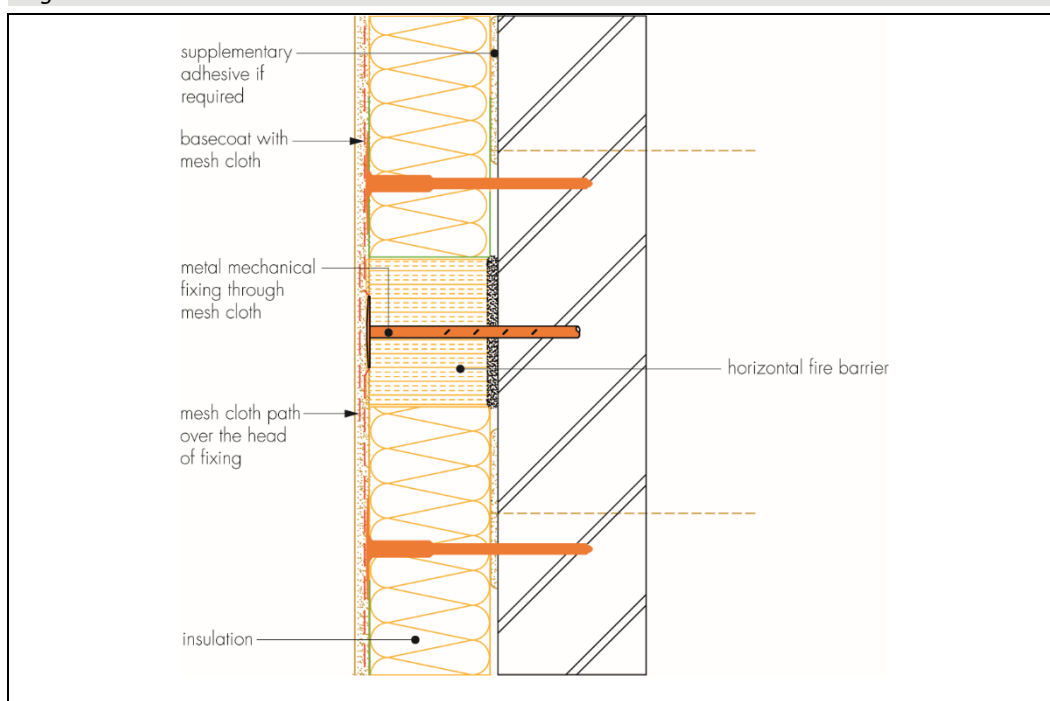 supplementary
adhesive if
required
basecoat with
mesh cloth
metal mechanical
fixing through
mesh cloth
horizontal fire barrier
mesh cloth path
over the head
of fixing
insulation